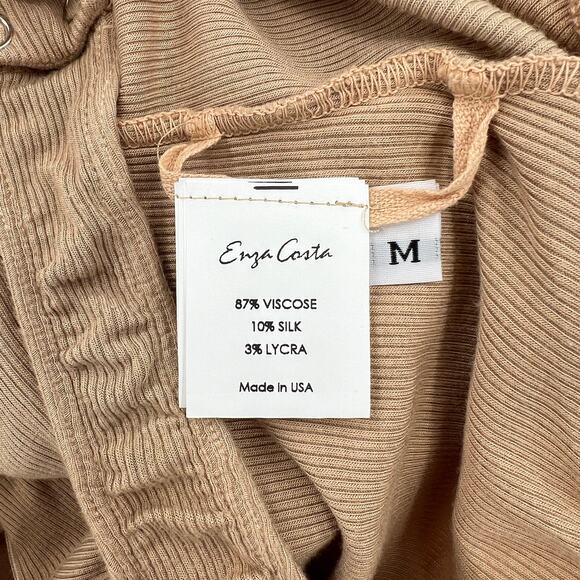 Enza Costa
M
87% VISCOSE
10% SILK
3% LYCRA
Made in USA